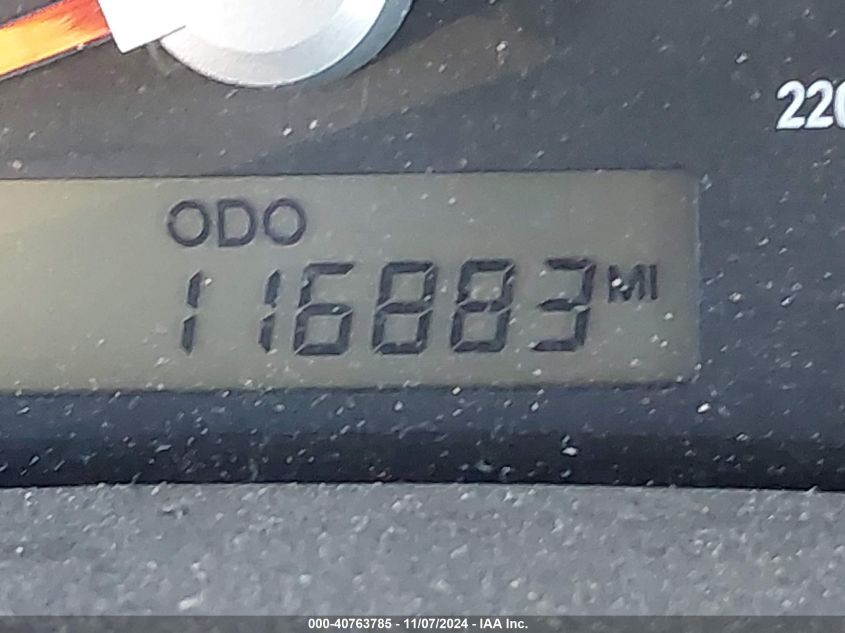 220
ODO
116883 MI
000-40763785 - 11/07/2024 - IAA Inc.